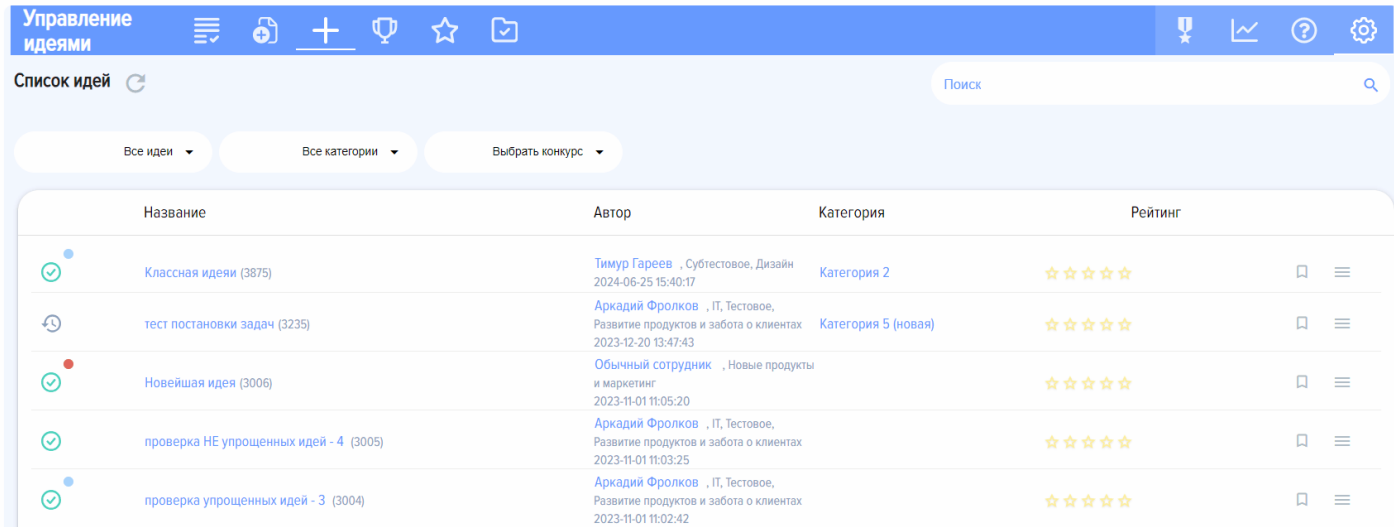 Управление
идеями
Список идей
Поиск
Все идеи
Все категории
Выбрать конкурс
Название Автор Категория Рейтинг
Классная идеяи (3875)
Тимур Гареев , Субтестовое, Дизайн
2024-06-25 15:40:17
Категория 2
тест постановки задач (3235)
Аркадий Фролков , IT, Тестовое,
Развитие продуктов и забота о клиентах
2023-12-20 13:47:43
Категория 5 (новая)
Новейшая идея (3006)
Обычный сотрудник , Новые продукты
и маркетинг
2023-11-01 11:05:20
проверка НЕ упрощенных идей - 4 (3005)
Аркадий Фролков , IT, Тестовое,
Развитие продуктов и забота о клиентах
2023-11-01 11:03:25
проверка упрощенных идей - 3 (3004)
Аркадий Фролков , IT, Тестовое,
Развитие продуктов и забота о клиентах
2023-11-01 11:02:42